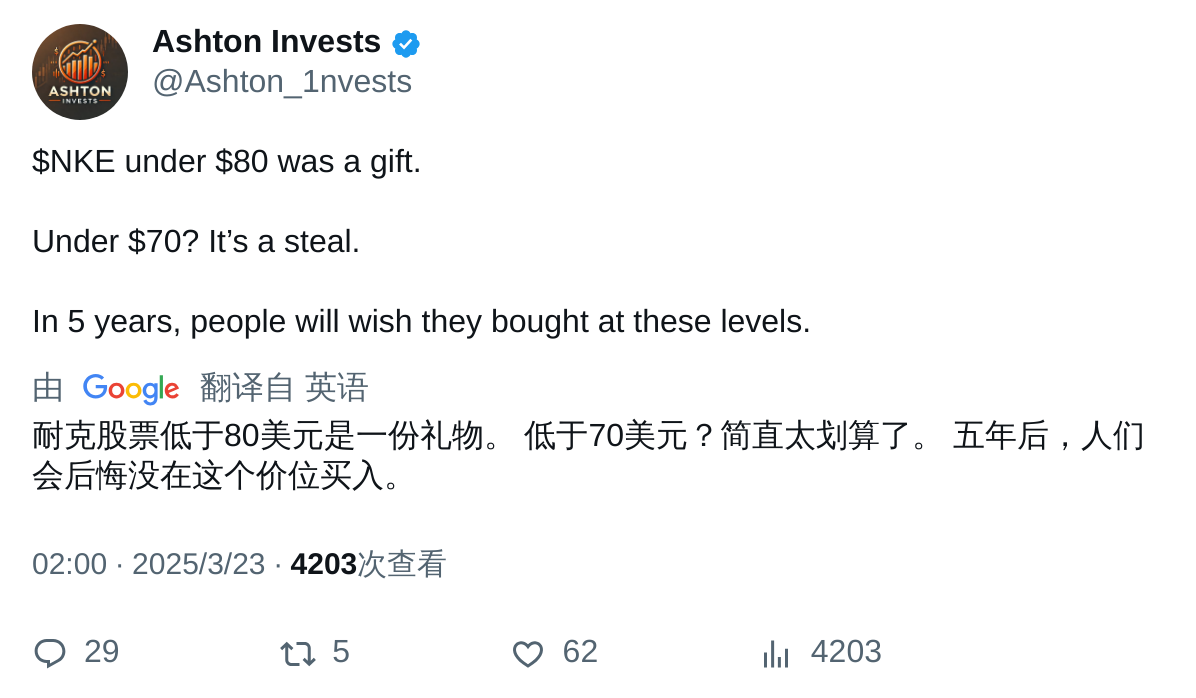 Ashton Invests
@Ashton_1nvests
ASHTON
INVESTS
$NKE under $80 was a gift.
Under $70? It’s a steal.
In 5 years, people will wish they bought at these levels.
由 Google 翻译自 英语
耐克股票低于80美元是一份礼物。 低于70美元？简直太划算了。 五年后，人们
会后悔没在这个价位买入。
02:00 · 2025/3/23 · 4203次查看
29 5 62 4203